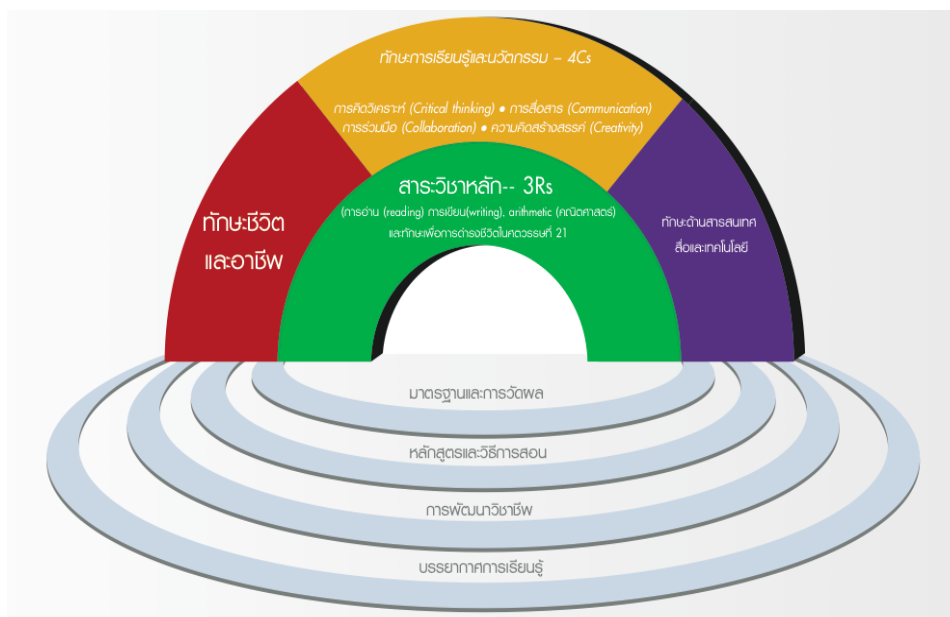 ทักษะการเรียนรู้และนวัตกรรม – 4Cs
การคิดวิเคราะห์ (Critical thinking) ● การสื่อสาร (Communication)
การร่วมมือ (Collaboration) ● ความคิดสร้างสรรค์ (Creativity)
สาระวิชาหลัก-- 3Rs
(การอ่าน (reading) การเขียน(writing), arithmetic (คณิตศาสตร์)
และทักษะเพื่อการดำรงชีวิตในศตวรรษที่ 21
ทักษะชีวิต
และอาชีพ
ทักษะด้านสารสนเทศ
สื่อและเทคโนโลยี
มาตรฐานและการวัดผล
หลักสูตรและวิธีการสอน
การพัฒนาวิชาชีพ
บรรยากาศการเรียนรู้